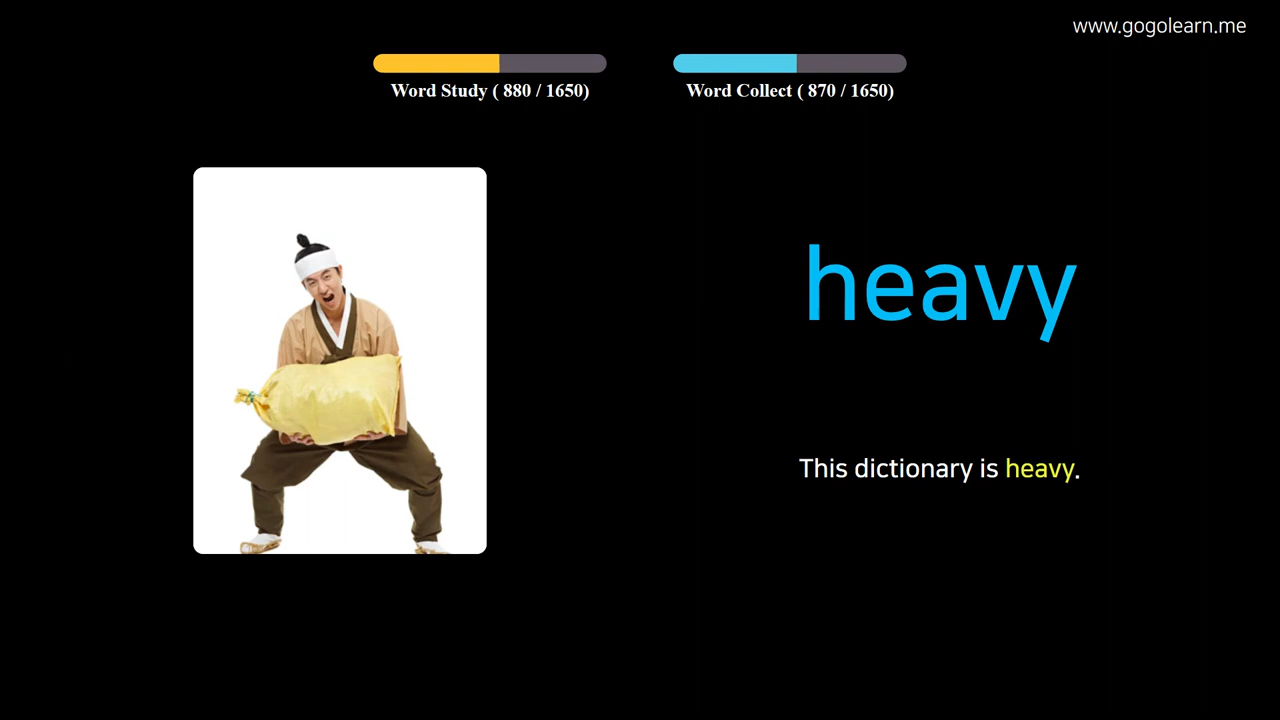 www.gogolearn.me
Word Study ( 880 / 1650)
Word Collect ( 870 / 1650)
heavy
This dictionary is heavy.